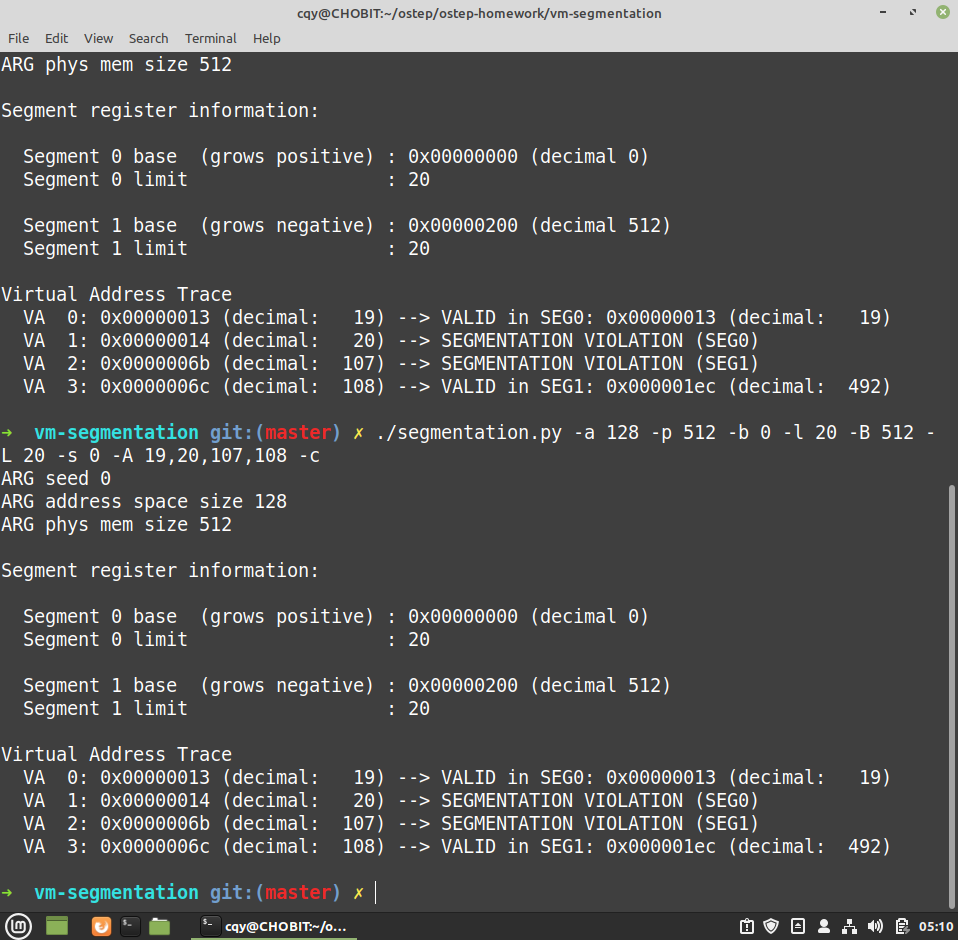 cqy@CHOBIT:~/ostep/ostep-homework/vm-segmentation
File Edit View Search Terminal Help
ARG phys mem size 512
Segment register information:
Segment 0 base (grows positive) : 0x00000000 (decimal 0)
Segment 0 limit : 20
Segment 1 base (grows negative) : 0x00000200 (decimal 512)
Segment 1 limit : 20
Virtual Address Trace
VA 0: 0x00000013 (decimal: 19) --> VALID in SEG0: 0x00000013 (decimal: 19)
VA 1: 0x00000014 (decimal: 20) --> SEGMENTATION VIOLATION (SEG0)
VA 2: 0x0000006b (decimal: 107) --> SEGMENTATION VIOLATION (SEG1)
VA 3: 0x0000006c (decimal: 108) --> VALID in SEG1: 0x000001ec (decimal: 492)
➜ vm-segmentation git:(master) ✗ ./segmentation.py -a 128 -p 512 -b 0 -l 20 -B 512 -
L 20 -s 0 -A 19,20,107,108 -c
ARG seed 0
ARG address space size 128
ARG phys mem size 512
Segment register information:
Segment 0 base (grows positive) : 0x00000000 (decimal 0)
Segment 0 limit : 20
Segment 1 base (grows negative) : 0x00000200 (decimal 512)
Segment 1 limit : 20
Virtual Address Trace
VA 0: 0x00000013 (decimal: 19) --> VALID in SEG0: 0x00000013 (decimal: 19)
VA 1: 0x00000014 (decimal: 20) --> SEGMENTATION VIOLATION (SEG0)
VA 2: 0x0000006b (decimal: 107) --> SEGMENTATION VIOLATION (SEG1)
VA 3: 0x0000006c (decimal: 108) --> VALID in SEG1: 0x000001ec (decimal: 492)
➜ vm-segmentation git:(master) ✗
cqy@CHOBIT:~/o... 05:10